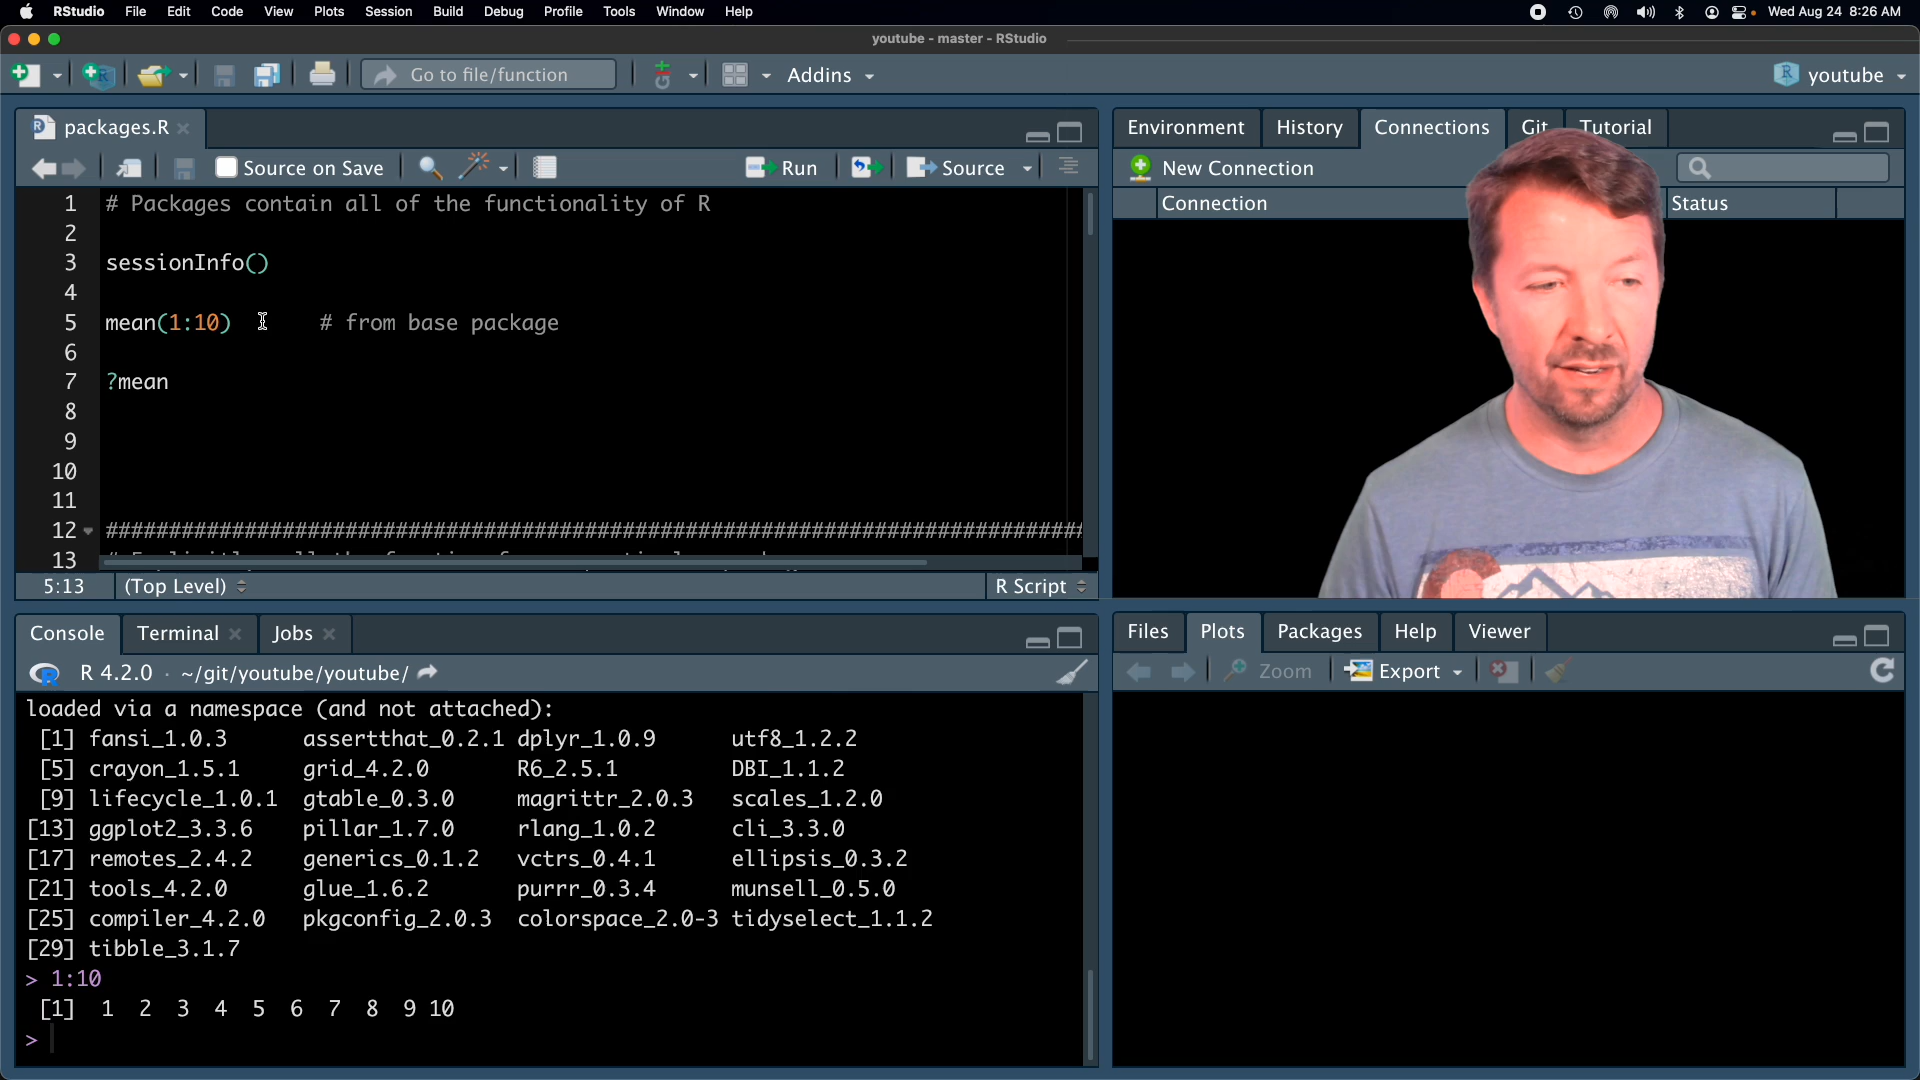 RStudio File Edit Code View Plots Session Build Debug Profile Tools Window Help Wed Aug 24 8:26 AM
youtube - master - RStudio
Go to file/function Addins youtube
packages.R
Source on Save Run Source
1 # Packages contain all of the functionality of R
2
3 sessionInfo()
4
5 mean(1:10) # from base package
6
7 ?mean
8
9
10
11
12 ##############################################################################
13
5:13 (Top Level) R Script
Environment History Connections Git Tutorial
New Connection
Connection Status
Console Terminal Jobs
R 4.2.0 · ~/git/youtube/youtube/
loaded via a namespace (and not attached):
[1] fansi_1.0.3 assertthat_0.2.1 dplyr_1.0.9 utf8_1.2.2
[5] crayon_1.5.1 grid_4.2.0 R6_2.5.1 DBI_1.1.2
[9] lifecycle_1.0.1 gtable_0.3.0 magrittr_2.0.3 scales_1.2.0
[13] ggplot2_3.3.6 pillar_1.7.0 rlang_1.0.2 cli_3.3.0
[17] remotes_2.4.2 generics_0.1.2 vctrs_0.4.1 ellipsis_0.3.2
[21] tools_4.2.0 glue_1.6.2 purrr_0.3.4 munsell_0.5.0
[25] compiler_4.2.0 pkgconfig_2.0.3 colorspace_2.0-3 tidyselect_1.1.2
[29] tibble_3.1.7
> 1:10
[1] 1 2 3 4 5 6 7 8 9 10
>
Files Plots Packages Help Viewer
Zoom Export